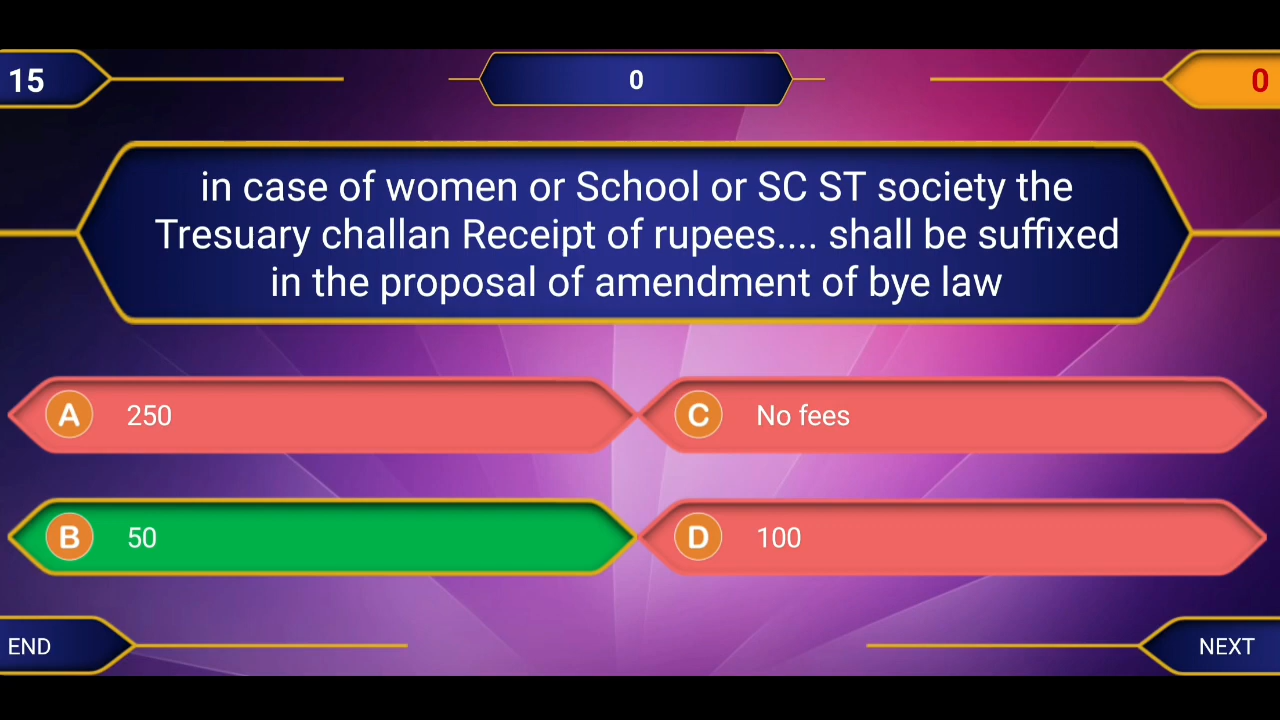 15
0
0
in case of women or School or SC ST society the
Tresuary challan Receipt of rupees.... shall be suffixed
in the proposal of amendment of bye law
A 250
C No fees
B 50
D 100
END
NEXT